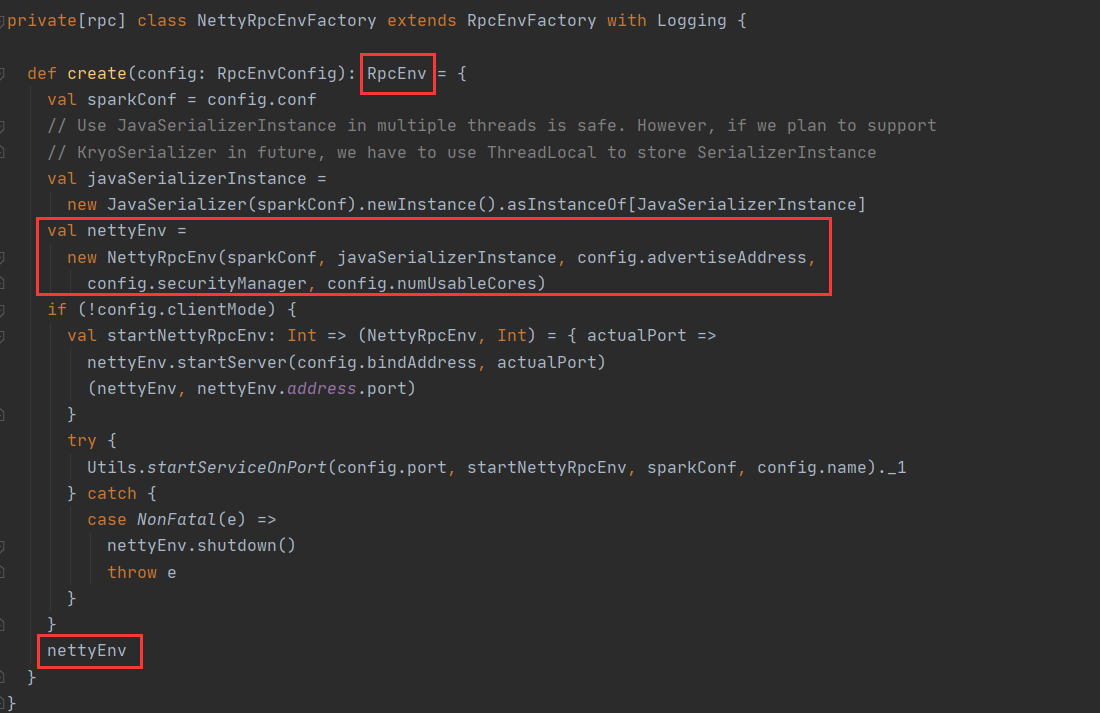 private[rpc] class NettyRpcEnvFactory extends RpcEnvFactory with Logging {
def create(config: RpcEnvConfig): RpcEnv = {
val sparkConf = config.conf
// Use JavaSerializerInstance in multiple threads is safe. However, if we plan to support
// KryoSerializer in future, we have to use ThreadLocal to store SerializerInstance
val javaSerializerInstance =
new JavaSerializer(sparkConf).newInstance().asInstanceOf[JavaSerializerInstance]
val nettyEnv =
new NettyRpcEnv(sparkConf, javaSerializerInstance, config.advertiseAddress,
config.securityManager, config.numUsableCores)
if (!config.clientMode) {
val startNettyRpcEnv: Int => (NettyRpcEnv, Int) = { actualPort =>
nettyEnv.startServer(config.bindAddress, actualPort)
(nettyEnv, nettyEnv.address.port)
}
try {
Utils.startServiceOnPort(config.port, startNettyRpcEnv, sparkConf, config.name)._1
} catch {
case NonFatal(e) =>
nettyEnv.shutdown()
throw e
}
}
nettyEnv
}
}